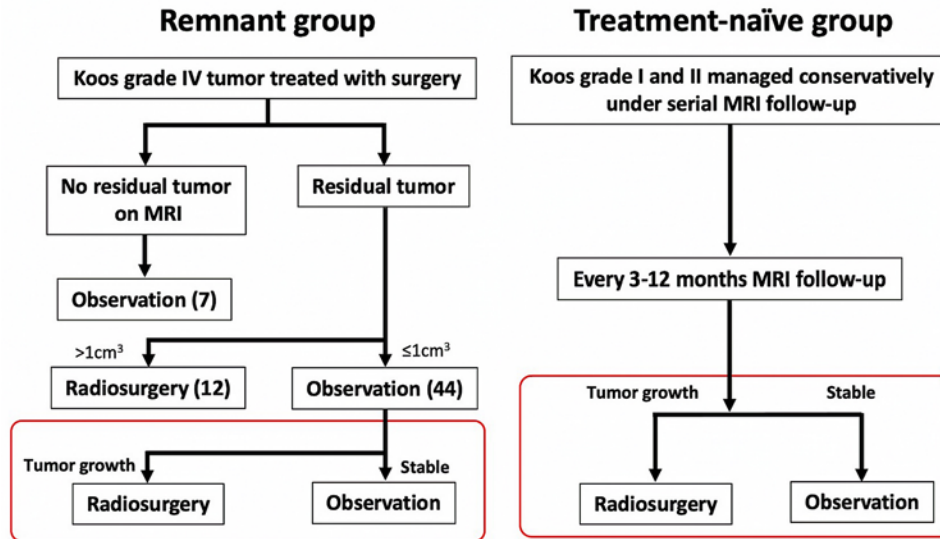 Remnant group
Koos grade IV tumor treated with surgery
No residual tumor
on MRI
Residual tumor
Observation (7)
>1cm³
≤1cm³
Radiosurgery (12)
Observation (44)
Tumor growth
Stable
Radiosurgery
Observation
Treatment-naïve group
Koos grade I and II managed conservatively
under serial MRI follow-up
Every 3-12 months MRI follow-up
Tumor growth
Stable
Radiosurgery
Observation